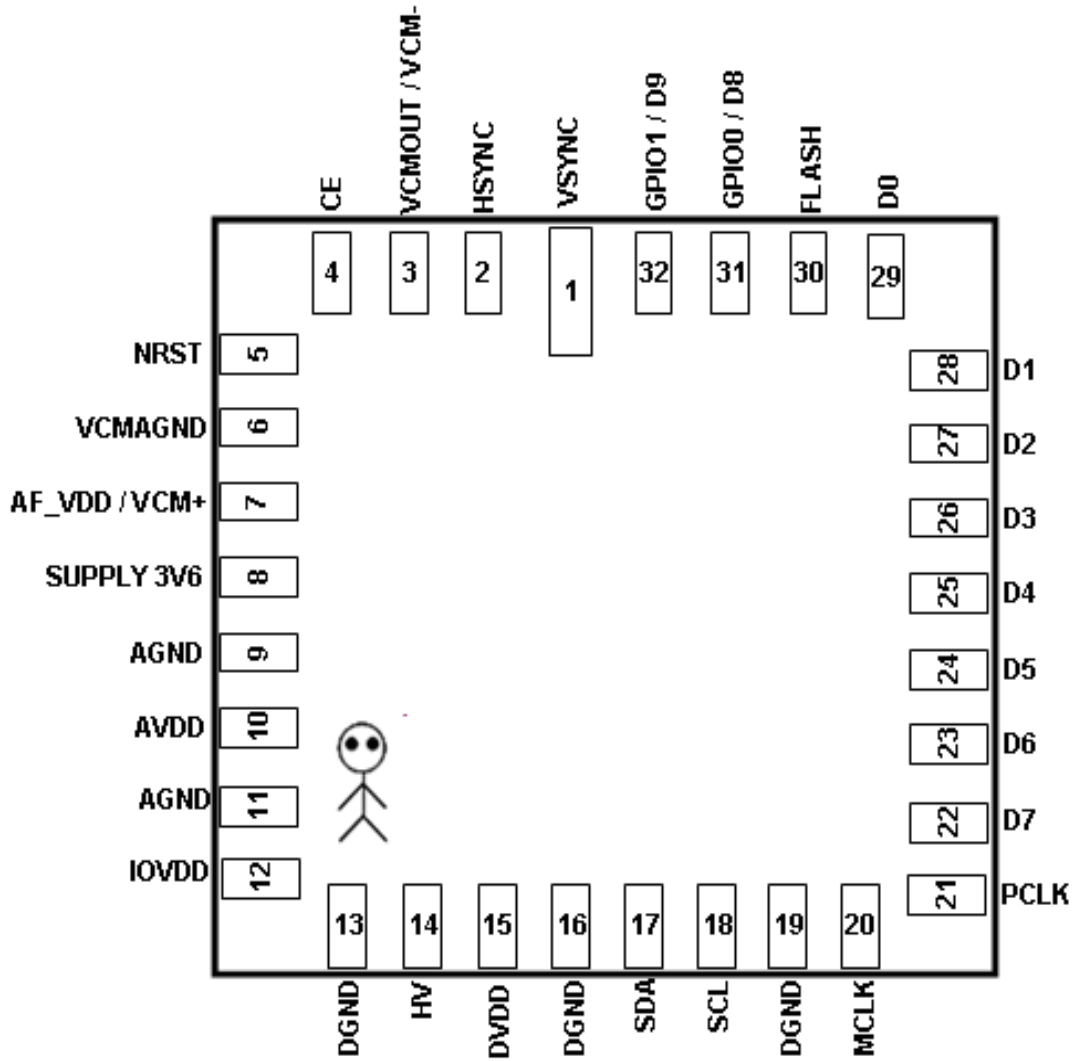 CE
VCMOUT / VCM-
HSYNC
VSYNC
GPIO1 / D9
GPIO0 / D8
FLASH
D0
4
3
2
1
32
31
30
29
NRST 5
VCMAGND 6
AF_VDD / VCM+ 7
SUPPLY 3V6 8
AGND 9
AVDD 10
AGND 11
IOVDD 12
28 D1
27 D2
26 D3
25 D4
24 D5
23 D6
22 D7
21 PCLK
13
14
15
16
17
18
19
20
DGND
HV
DVDD
DGND
SDA
SCL
DGND
MCLK